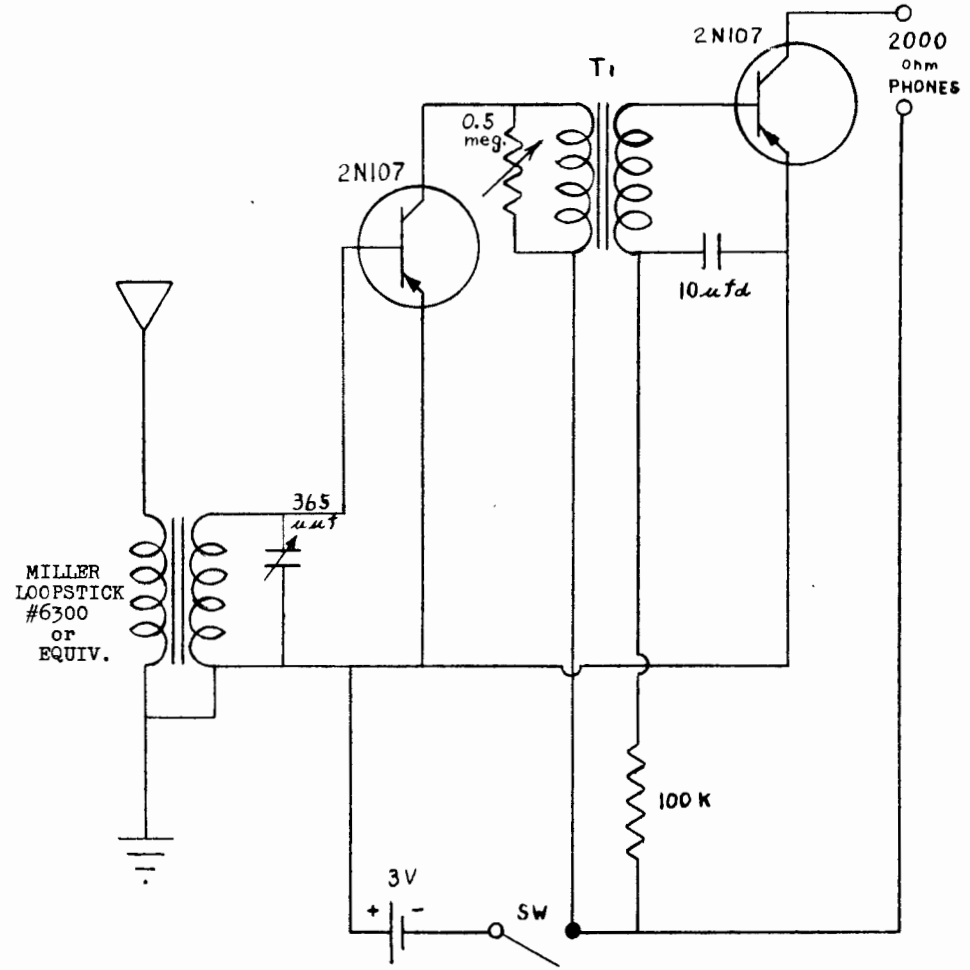 2N107
2000
ohm
PHONES
T1
0.5
meg.
2N107
10 ufd
365
uuf
MILLER
LOOPSTICK
#6300
or
EQUIV.
100 K
3V
+ -
SW